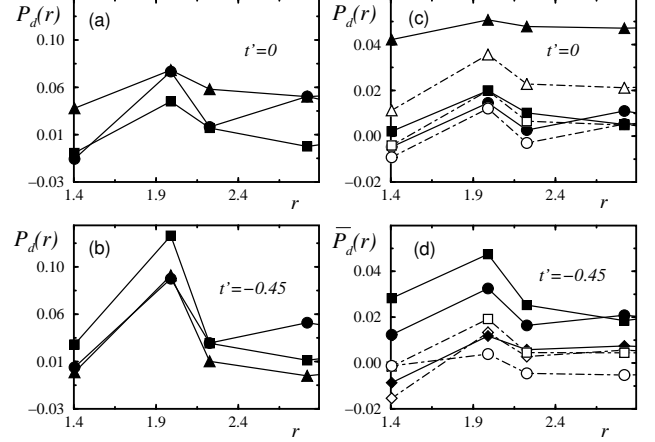 P_d(r) (a) t'=0
0.10
0.06
0.01
−0.03
1.4 1.9 2.4 r
P_d(r) (c) t'=0
0.04
0.02
0.00
−0.02
1.4 1.9 2.4 r
P_d(r) (b) t'=−0.45
0.10
0.06
0.01
−0.03
1.4 1.9 2.4 r
P̅_d(r) (d) t'=−0.45
0.04
0.02
0.00
−0.02
1.4 1.9 2.4 r